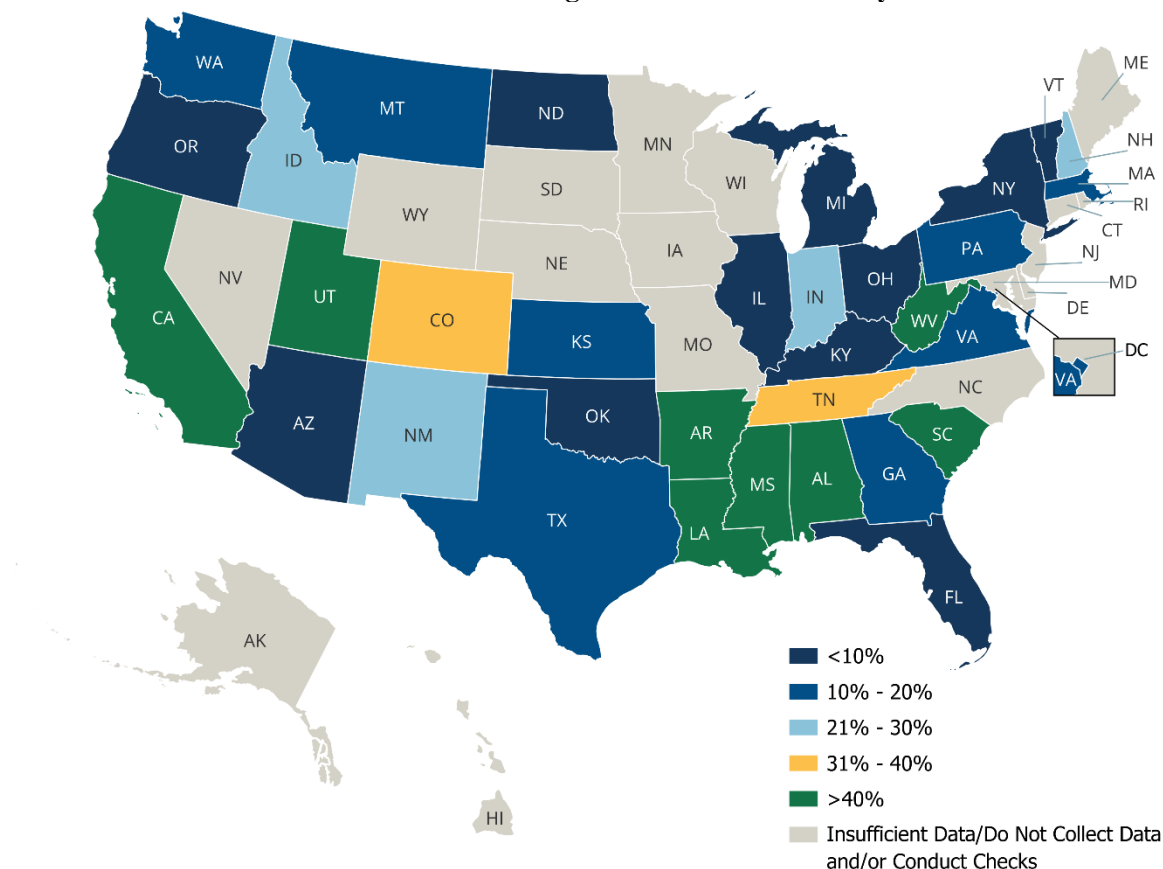 WA
MT
ND
MN
VT
ME
OR
ID
SD
WI
MI
NY
NH
MA
RI
CT
WY
IA
NE
PA
NJ
NV
UT
CO
IL
IN
OH
MD
DE
CA
KS
MO
WV
VA
KY
DC
VA
AZ
NM
OK
TN
NC
AR
SC
MS
AL
GA
TX
LA
FL
AK
HI
<10%
10% - 20%
21% - 30%
31% - 40%
>40%
Insufficient Data/Do Not Collect Data
and/or Conduct Checks